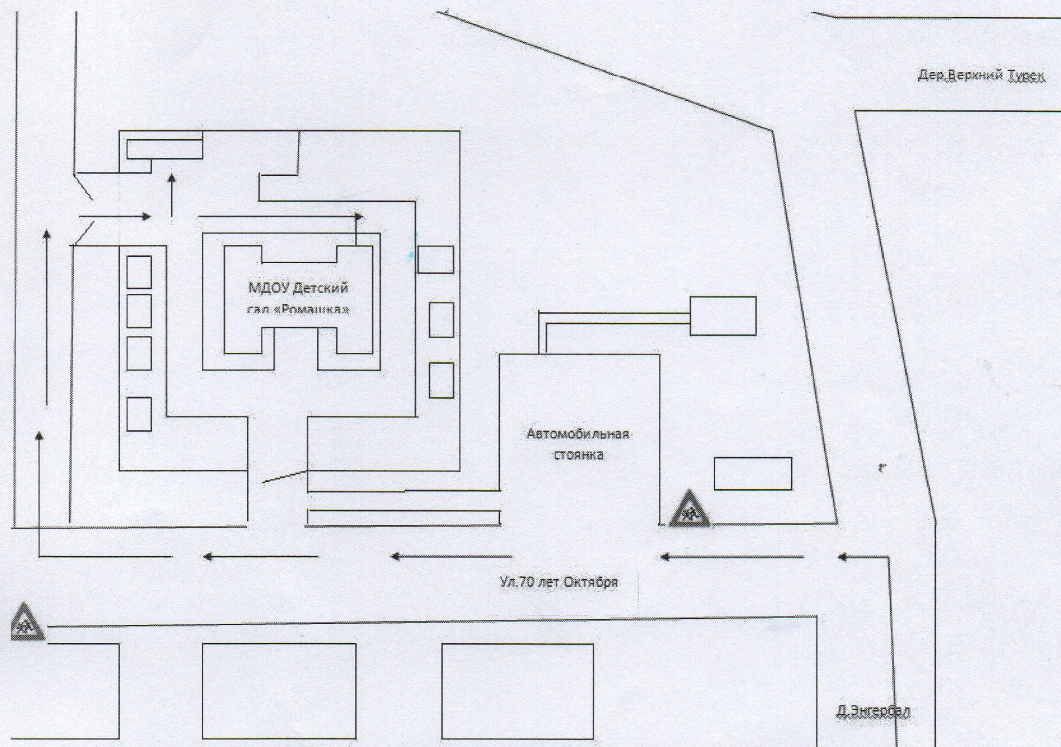 Дер.Верхний Турек
МДОУ Детский
сад «Ромашка»
Автомобильная
стоянка
Ул.70 лет Октября
Д.Энгербал